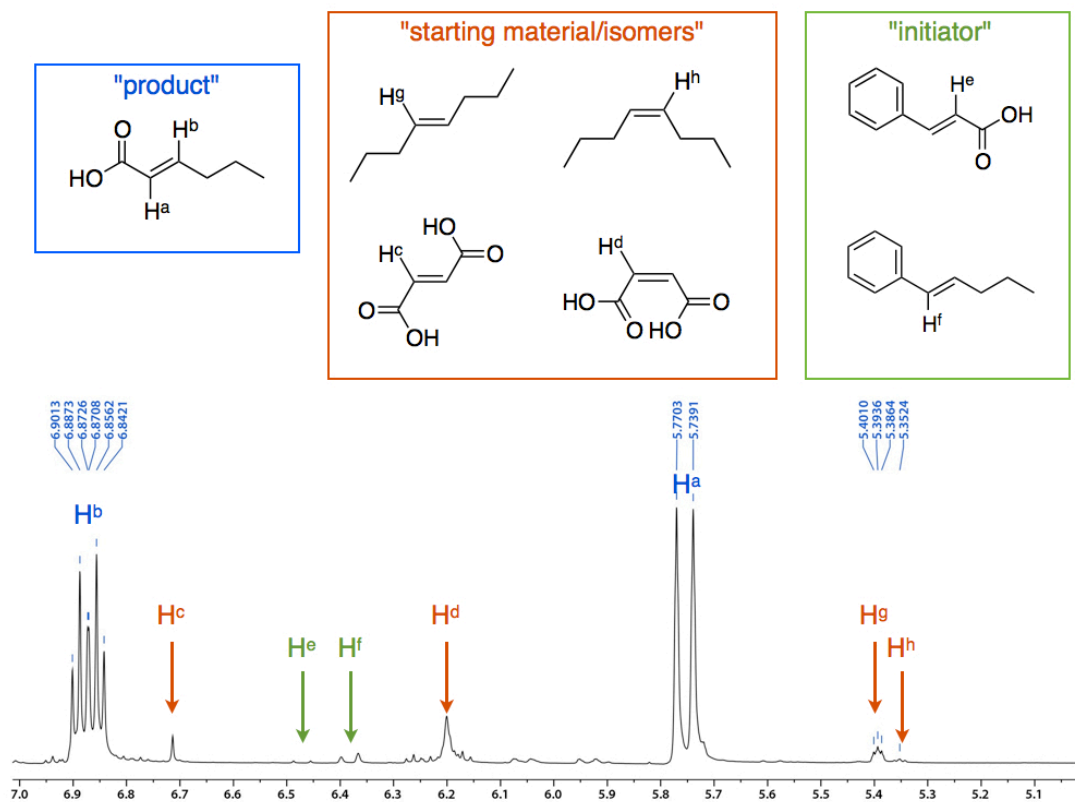 "product"
"starting material/isomers"
"initiator"
O
HO
Hᵇ
Hᵃ
Hᵍ
Hʰ
HO
Hᶜ
O
O
OH
Hᵈ
HO
O
HO
O
Hᵉ
OH
O
Hᶠ
6.9013
6.8873
6.8726
6.8708
6.8562
6.8421
5.7703
5.7391
5.4010
5.3936
5.3864
5.3524
Hᵇ
Hᶜ
Hᵉ
Hᶠ
Hᵈ
Hᵃ
Hᵍ
Hʰ
7.0 6.9 6.8 6.7 6.6 6.5 6.4 6.3 6.2 6.1 6.0 5.9 5.8 5.7 5.6 5.5 5.4 5.3 5.2 5.1